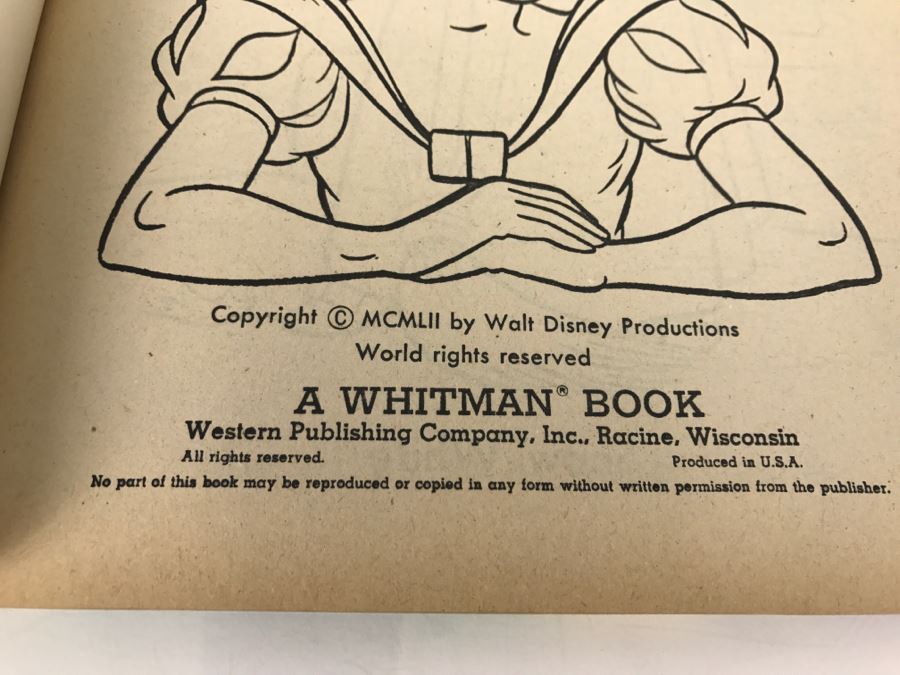 Copyright © MCMLII by Walt Disney Productions
World rights reserved
A WHITMAN® BOOK
Western Publishing Company, Inc., Racine, Wisconsin
All rights reserved. Produced in U.S.A.
No part of this book may be reproduced or copied in any form without written permission from the publisher.